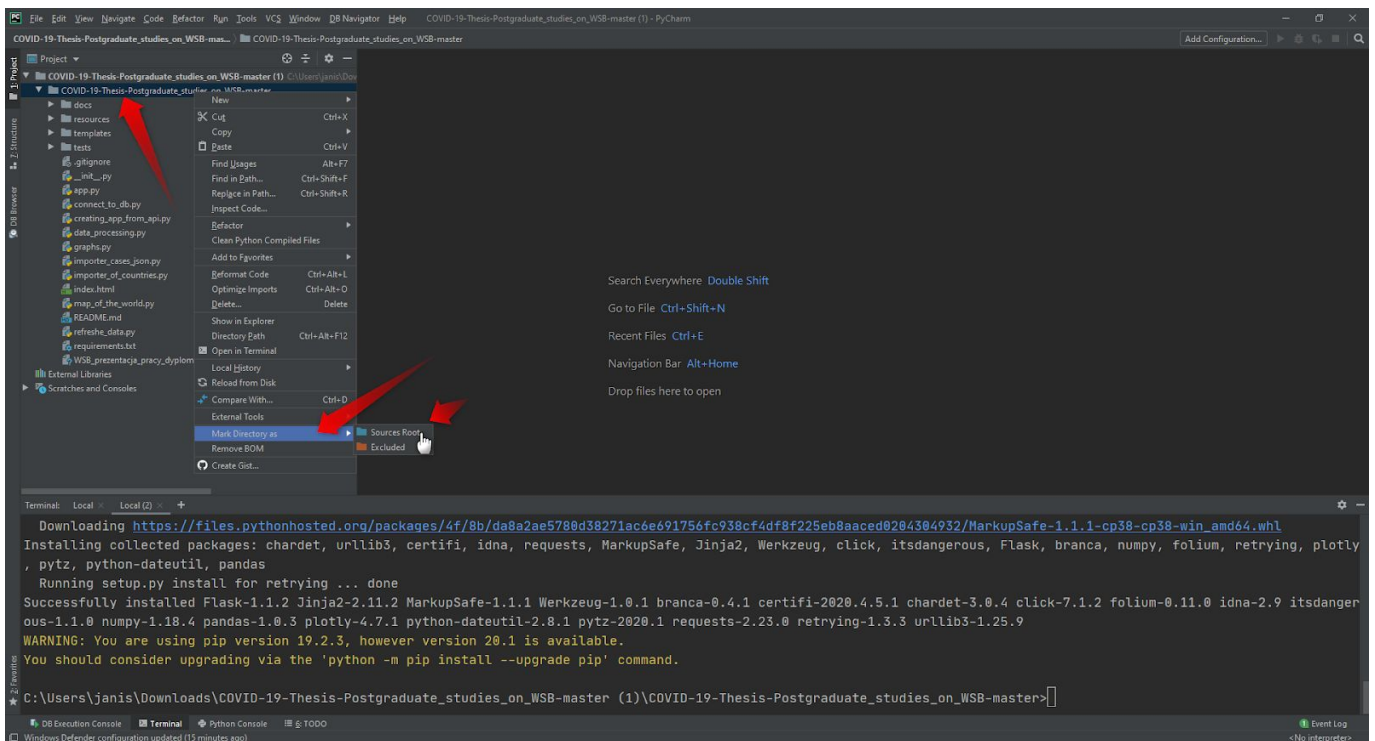 File Edit View Navigate Code Refactor Run Tools VCS Window DB Navigator Help COVID-19-Thesis-Postgraduate_studies_on_WSB-master (1) - PyCharm
COVID-19-Thesis-Postgraduate_studies_on_WSB-mas... COVID-19-Thesis-Postgraduate_studies_on_WSB-master Add Configuration...
1: Project
7: Structure
DB Browser
2: Favorites
Project
COVID-19-Thesis-Postgraduate_studies_on_WSB-master (1) C:\Users\janis\Dov
COVID-19-Thesis-Postgraduate_studies_on_WSB-master
docs
resources
templates
tests
.gitignore
__init__.py
app.py
connect_to_db.py
creating_app_from_api.py
data_processing.py
graphs.py
importer_cases_json.py
importer_of_countries.py
index.html
map_of_the_world.py
README.md
refreshe_data.py
requirements.txt
WSB_prezentacja_pracy_dyplom
External Libraries
Scratches and Consoles
New
Cut Ctrl+X
Copy
Paste Ctrl+V
Find Usages Alt+F7
Find in Path... Ctrl+Shift+F
Replace in Path... Ctrl+Shift+R
Inspect Code...
Refactor
Clean Python Compiled Files
Add to Favorites
Reformat Code Ctrl+Alt+L
Optimize Imports Ctrl+Alt+O
Delete... Delete
Show in Explorer
Directory Path Ctrl+Alt+F12
Open in Terminal
Local History
Reload from Disk
Compare With... Ctrl+D
External Tools
Mark Directory as
Remove BOM
Create Gist...
Sources Root
Excluded
Search Everywhere Double Shift
Go to File Ctrl+Shift+N
Recent Files Ctrl+E
Navigation Bar Alt+Home
Drop files here to open
Terminal: Local × Local (2) × +
Downloading https://files.pythonhosted.org/packages/4f/8b/da8a2ae5780d38271ac6e691756fc938cf4df8f225eb8aaced0204304932/MarkupSafe-1.1.1-cp38-cp38-win_amd64.whl
Installing collected packages: chardet, urllib3, certifi, idna, requests, MarkupSafe, Jinja2, Werkzeug, click, itsdangerous, Flask, branca, numpy, folium, retrying, plotly
, pytz, python-dateutil, pandas
Running setup.py install for retrying ... done
Successfully installed Flask-1.1.2 Jinja2-2.11.2 MarkupSafe-1.1.1 Werkzeug-1.0.1 branca-0.4.1 certifi-2020.4.5.1 chardet-3.0.4 click-7.1.2 folium-0.11.0 idna-2.9 itsdanger
ous-1.1.0 numpy-1.18.4 pandas-1.0.3 plotly-4.7.1 python-dateutil-2.8.1 pytz-2020.1 requests-2.23.0 retrying-1.3.3 urllib3-1.25.9
WARNING: You are using pip version 19.2.3, however version 20.1 is available.
You should consider upgrading via the 'python -m pip install --upgrade pip' command.
C:\Users\janis\Downloads\COVID-19-Thesis-Postgraduate_studies_on_WSB-master (1)\COVID-19-Thesis-Postgraduate_studies_on_WSB-master>
DB Execution Console Terminal Python Console 6: TODO 1 Event Log
Windows Defender configuration updated (15 minutes ago) <No interpreter>